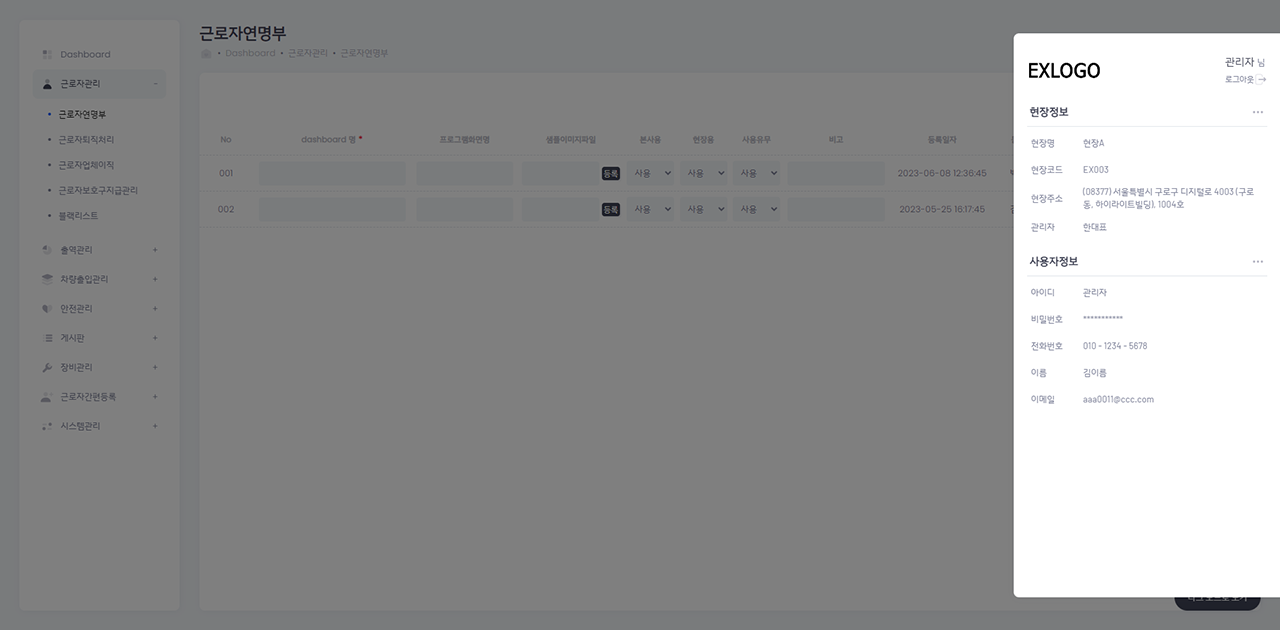 Dashboard
근로자관리
근로자연명부
근로자퇴직처리
근로자업체이직
근로자보호구지급관리
블랙리스트
출역관리
차량출입관리
안전관리
게시판
장비관리
근로자간편등록
시스템관리
근로자연명부
• Dashboard • 근로자관리 • 근로자연명부
No dashboard 명 * 프로그램화면명 샘플이미지파일 본사용 현장용 사용유무 비고 등록일자
001 등록 사용 사용 사용 2023-06-08 12:36:45
002 등록 사용 사용 사용 2023-05-25 16:17:45
EXLOGO
관리자 님
로그아웃
현장정보 ...
현장명 현장A
현장코드 EX003
현장주소 (08377) 서울특별시 구로구 디지털로 4003 (구로
동, 하이라이트빌딩), 1004호
관리자 한대표
사용자정보 ...
아이디 관리자
비밀번호 ***********
전화번호 010 - 1234 - 5678
이름 김이름
이메일 aaa0011@ccc.com